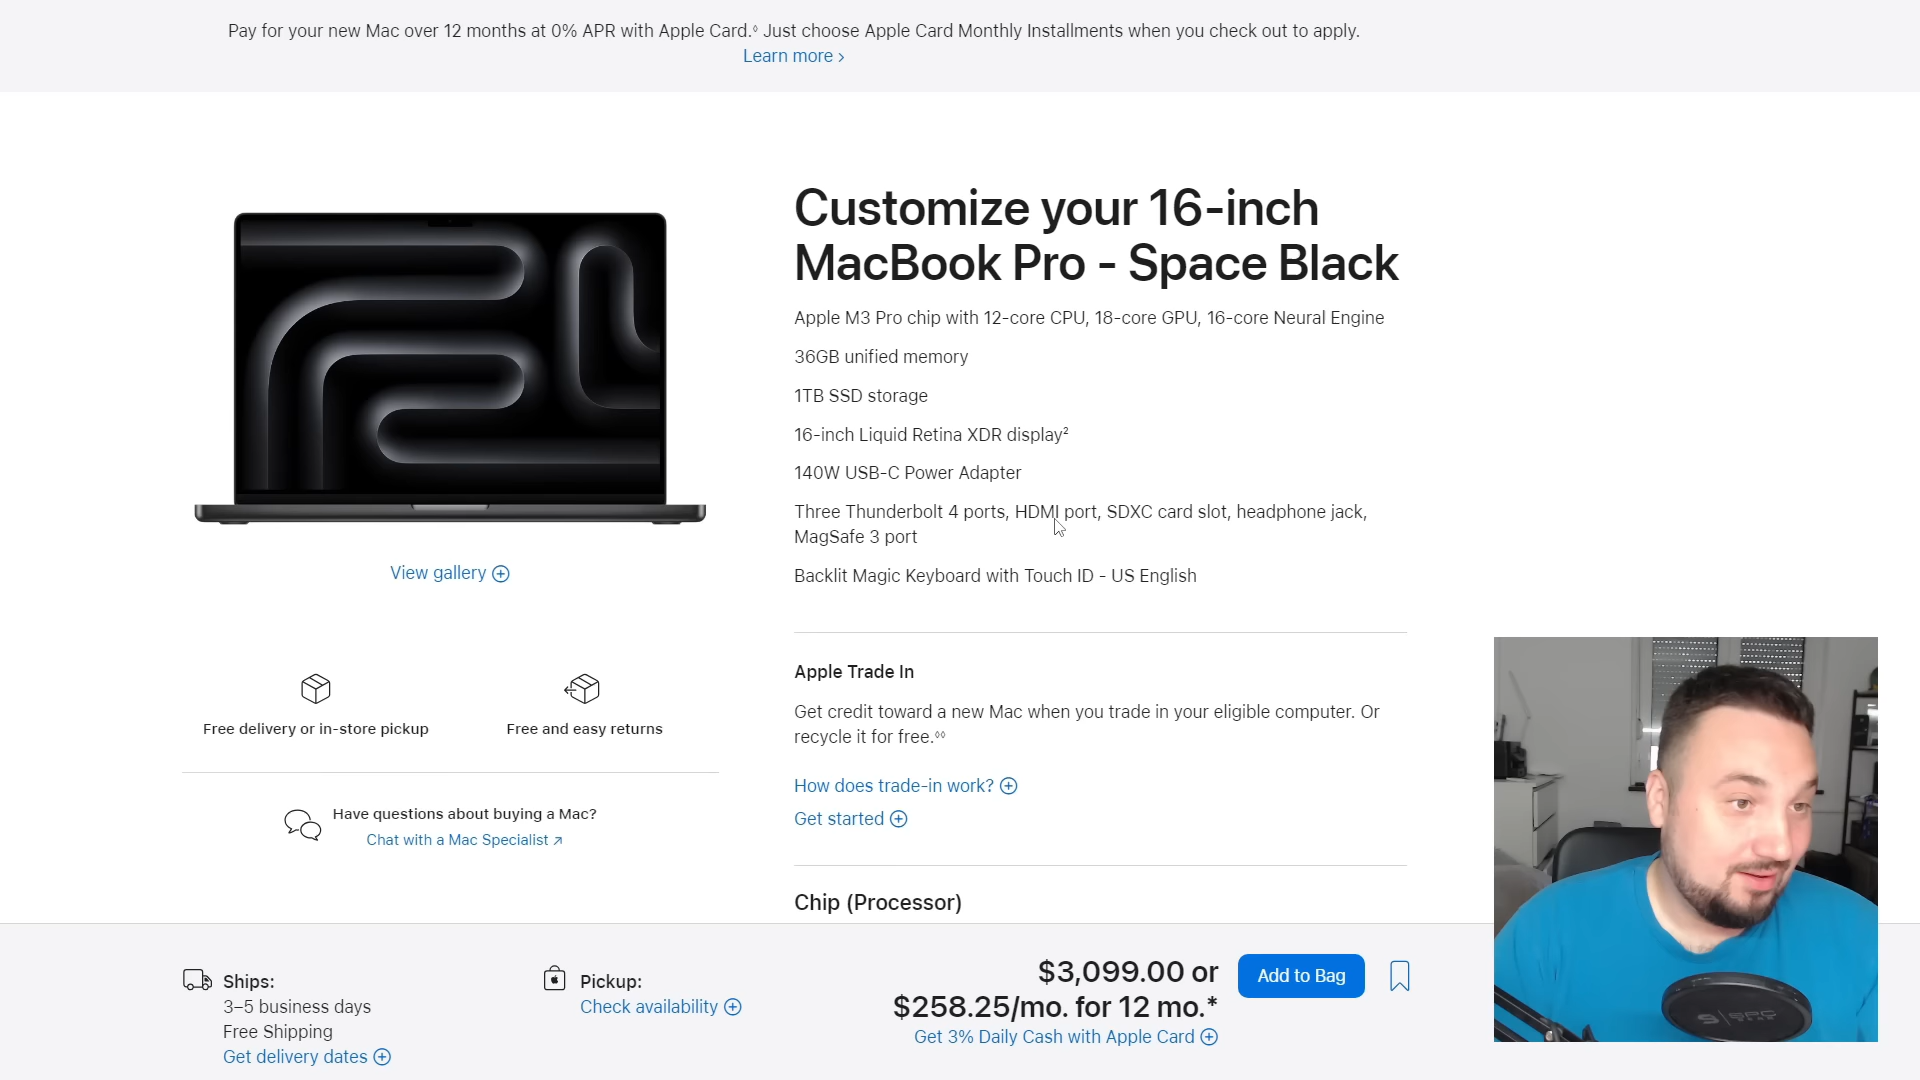 Pay for your new Mac over 12 months at 0% APR with Apple Card.◊ Just choose Apple Card Monthly Installments when you check out to apply.
Learn more >
Customize your 16-inch
MacBook Pro - Space Black
Apple M3 Pro chip with 12-core CPU, 18-core GPU, 16-core Neural Engine
36GB unified memory
1TB SSD storage
16-inch Liquid Retina XDR display²
140W USB-C Power Adapter
Three Thunderbolt 4 ports, HDMI port, SDXC card slot, headphone jack,
MagSafe 3 port
Backlit Magic Keyboard with Touch ID - US English
View gallery
Free delivery or in-store pickup
Free and easy returns
Have questions about buying a Mac?
Chat with a Mac Specialist ↗
Apple Trade In
Get credit toward a new Mac when you trade in your eligible computer. Or
recycle it for free.◊◊
How does trade-in work?
Get started
Chip (Processor)
Ships:
3–5 business days
Free Shipping
Get delivery dates
Pickup:
Check availability
$3,099.00 or
$258.25/mo. for 12 mo.*
Get 3% Daily Cash with Apple Card
Add to Bag
SPC